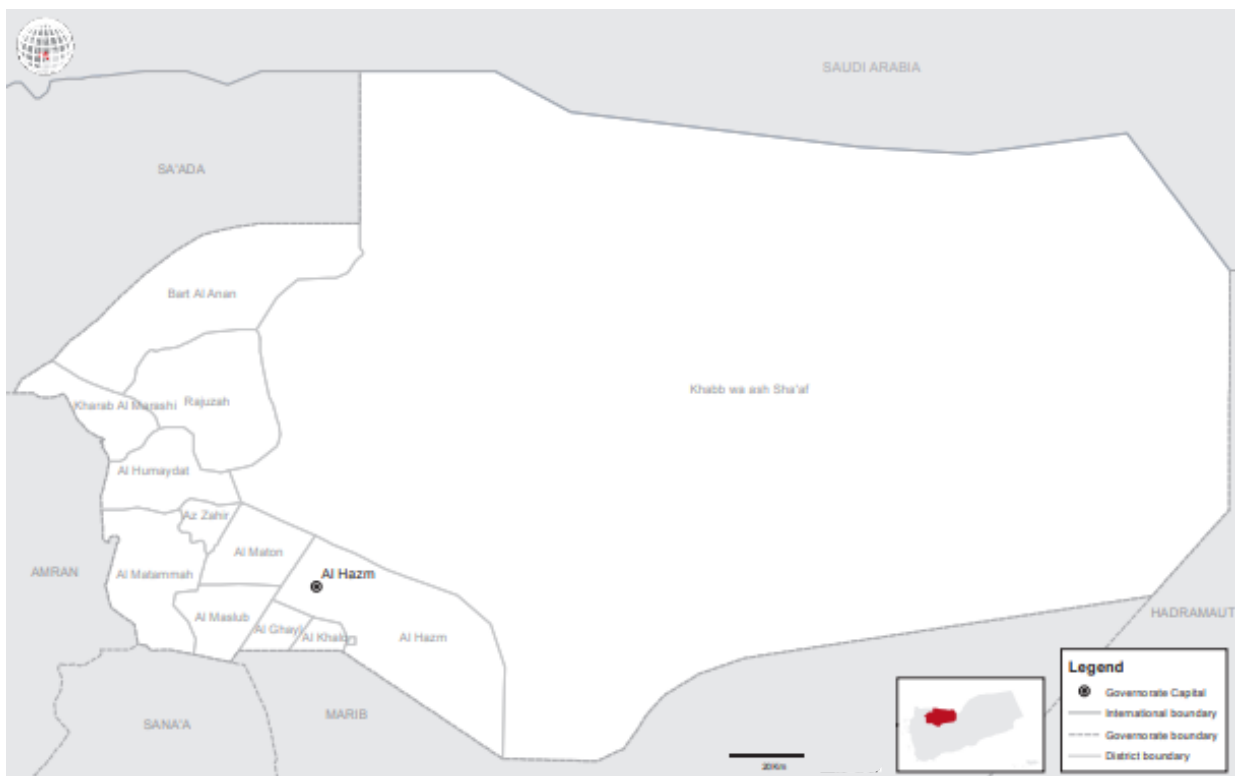 SAUDI ARABIA
SA'ADA
Bart Al Anan
Khabb wa ash Sha'af
Kharab Al Marashi
Rajuzah
Al Humaydat
Az Zahir
Al Maton
AMRAN
Al Matammah
Al Hazm
Al Maslub
Al Ghayl
Al Hazm
HADRAMAUT
MARIB
SANA'A
Legend
Governorate Capital
International boundary
Governorate boundary
District boundary
20Km